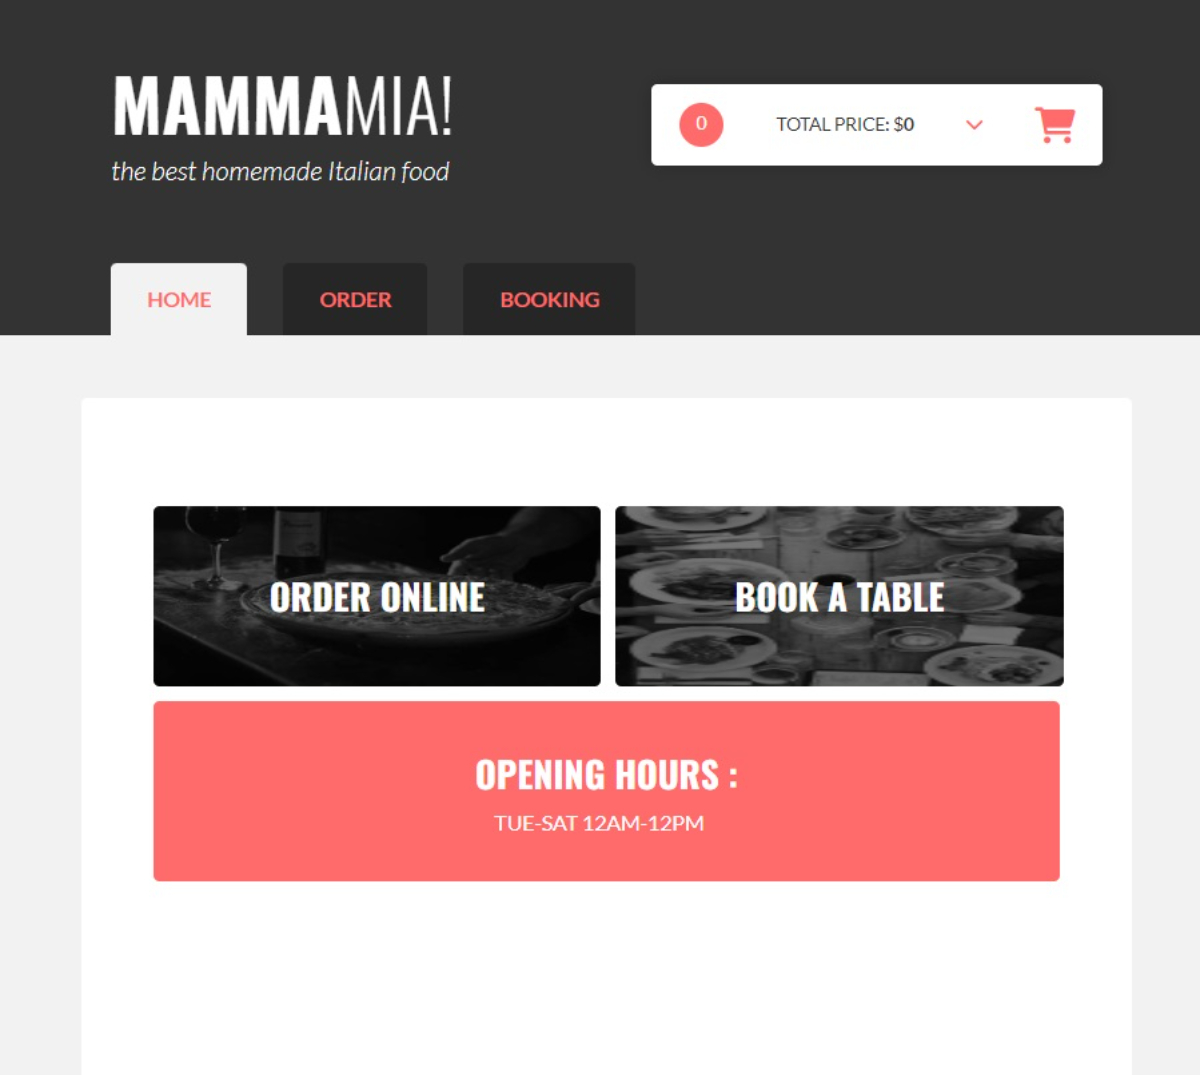 MAMMAMIA!
the best homemade Italian food
0
TOTAL PRICE: $0
HOME
ORDER
BOOKING
ORDER ONLINE
BOOK A TABLE
OPENING HOURS :
TUE-SAT 12AM-12PM